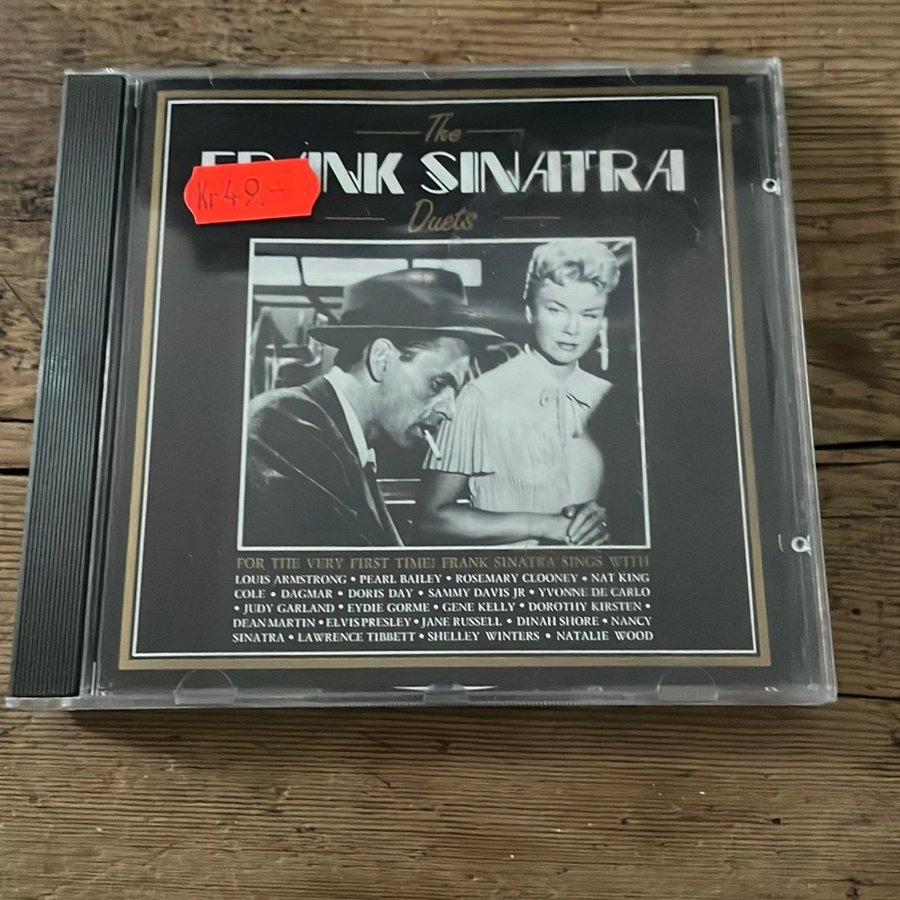 The
FRANK SINATRA
Kr 49.-
Duets
FOR THE VERY FIRST TIME! FRANK SINATRA SINGS WITH
LOUIS ARMSTRONG • PEARL BAILEY • ROSEMARY CLOONEY • NAT KING
COLE • DAGMAR • DORIS DAY • SAMMY DAVIS JR • YVONNE DE CARLO
• JUDY GARLAND • EYDIE GORME • GENE KELLY • DOROTHY KIRSTEN •
DEAN MARTIN • ELVIS PRESLEY • JANE RUSSELL • DINAH SHORE • NANCY
SINATRA • LAWRENCE TIBBETT • SHELLEY WINTERS • NATALIE WOOD